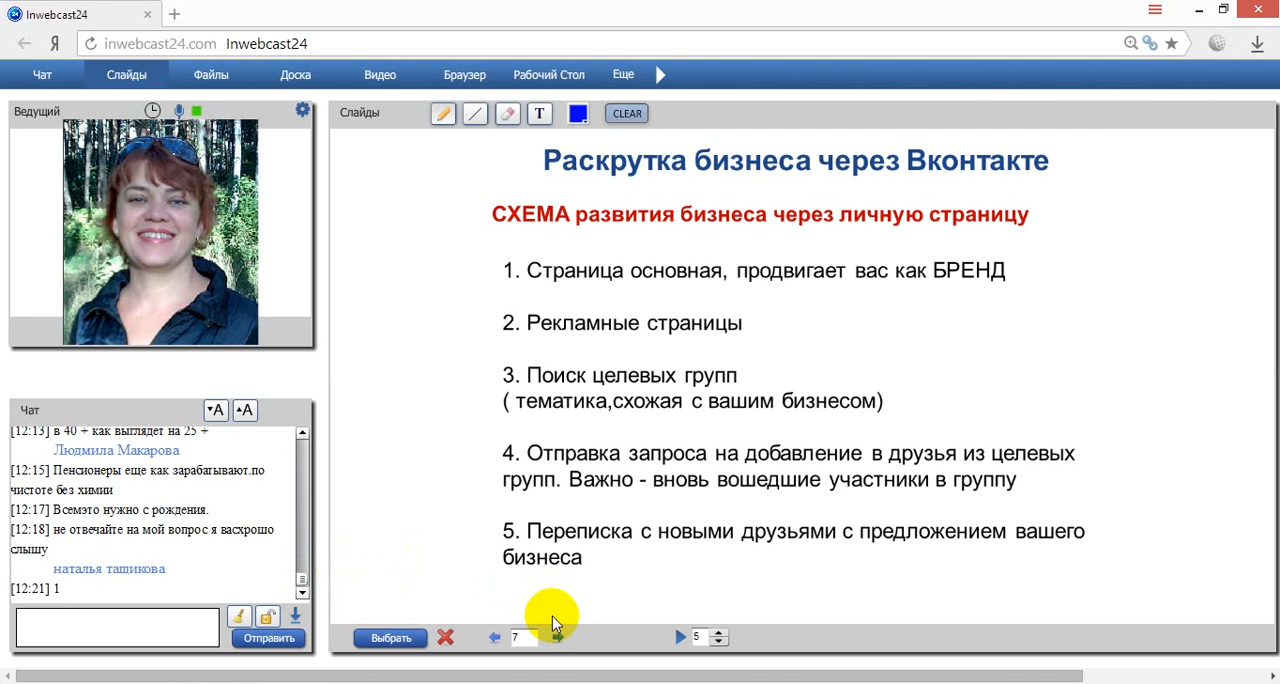 Inwebcast24
Я inwebcast24.com Inwebcast24
Чат Слайды Файлы Доска Видео Браузер Рабочий Стол Еще
Ведущий
Слайды T CLEAR
Раскрутка бизнеса через Вконтакте
СХЕМА развития бизнеса через личную страницу
1. Страница основная, продвигает вас как БРЕНД
2. Рекламные страницы
3. Поиск целевых групп
( тематика,схожая с вашим бизнесом)
4. Отправка запроса на добавление в друзья из целевых
групп. Важно - вновь вошедшие участники в группу
5. Переписка с новыми друзьями с предложением вашего
бизнеса
Чат ▾A ▴A
[12:13] в 40 + как выглядет на 25 +
Людмила Макарова
[12:15] Пенсионеры еще как зарабатывают.по
чистоте без химии
[12:17] Всемэто нужно с рождения.
[12:18] не отвечайте на мой вопрос я васхрошо
слышу
наталья тащикова
[12:21] 1
Отправить
Выбрать 7 5